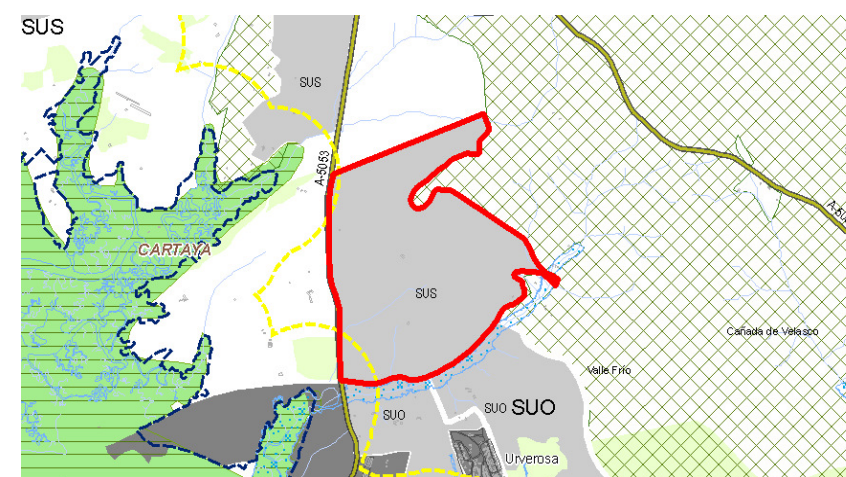 SUS
SUS
A-5053
CARTAYA
SUS
Cañada de Velasco
Valle Frío
SUO
SUO
SUO
Urverosa